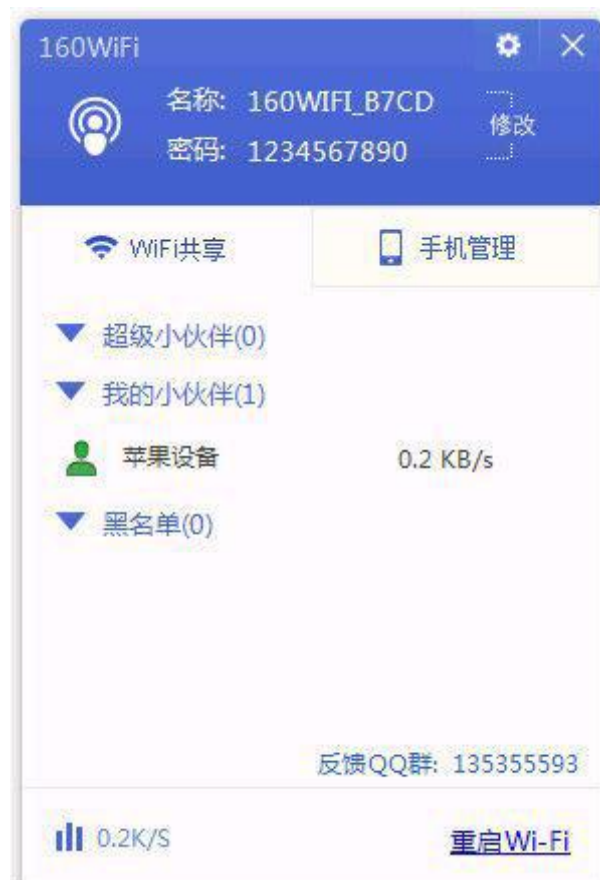 160WiFi
名称: 160WIFI_B7CD
密码: 1234567890
修改
WiFi共享
手机管理
超级小伙伴(0)
我的小伙伴(1)
苹果设备 0.2 KB/s
黑名单(0)
反馈QQ群: 135355593
0.2K/S
重启Wi-Fi